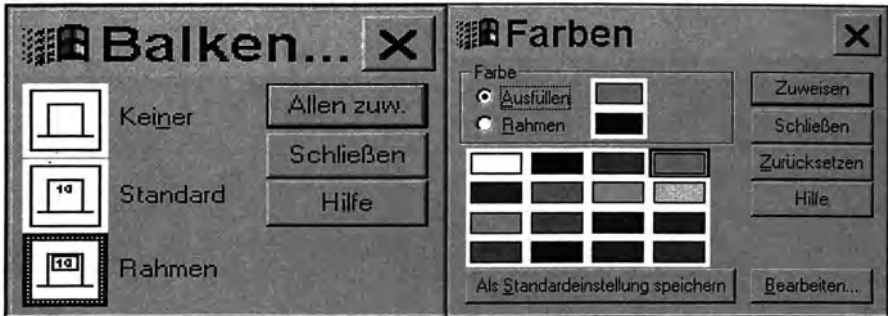 Balken...
Keiner
Standard
Rahmen
Allen zuw.
Schließen
Hilfe
Farben
Farbe
Ausfüllen
Rahmen
Zuweisen
Schließen
Zurücksetzen
Hilfe
Als Standardeinstellung speichern
Bearbeiten...